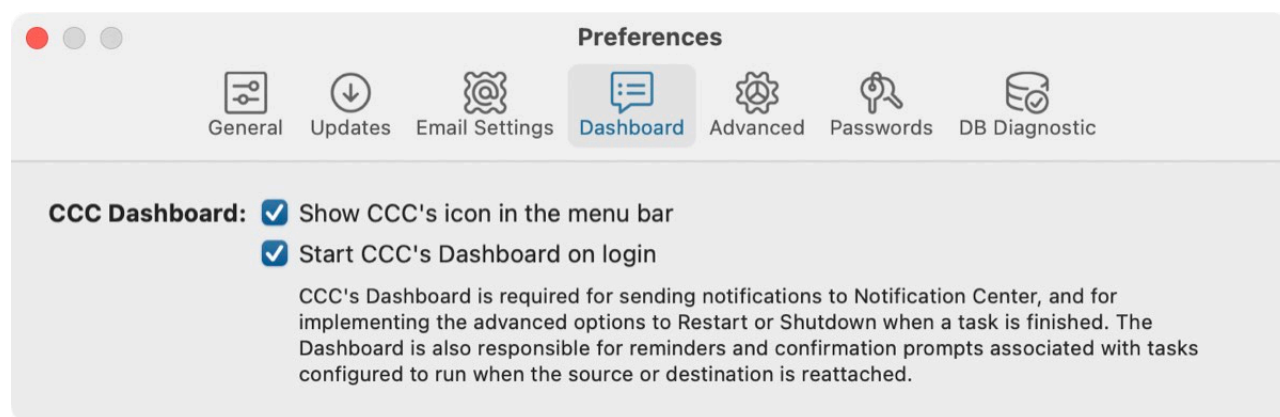 Preferences
General Updates Email Settings Dashboard Advanced Passwords DB Diagnostic
CCC Dashboard: Show CCC's icon in the menu bar
Start CCC's Dashboard on login
CCC's Dashboard is required for sending notifications to Notification Center, and for
implementing the advanced options to Restart or Shutdown when a task is finished. The
Dashboard is also responsible for reminders and confirmation prompts associated with tasks
configured to run when the source or destination is reattached.